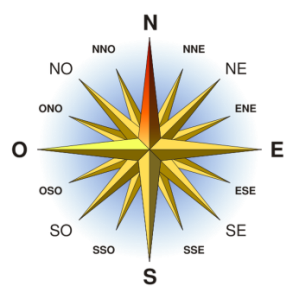 N
NNO NNE
NO NE
ONO ENE
O E
OSO ESE
SO SE
SSO SSE
S